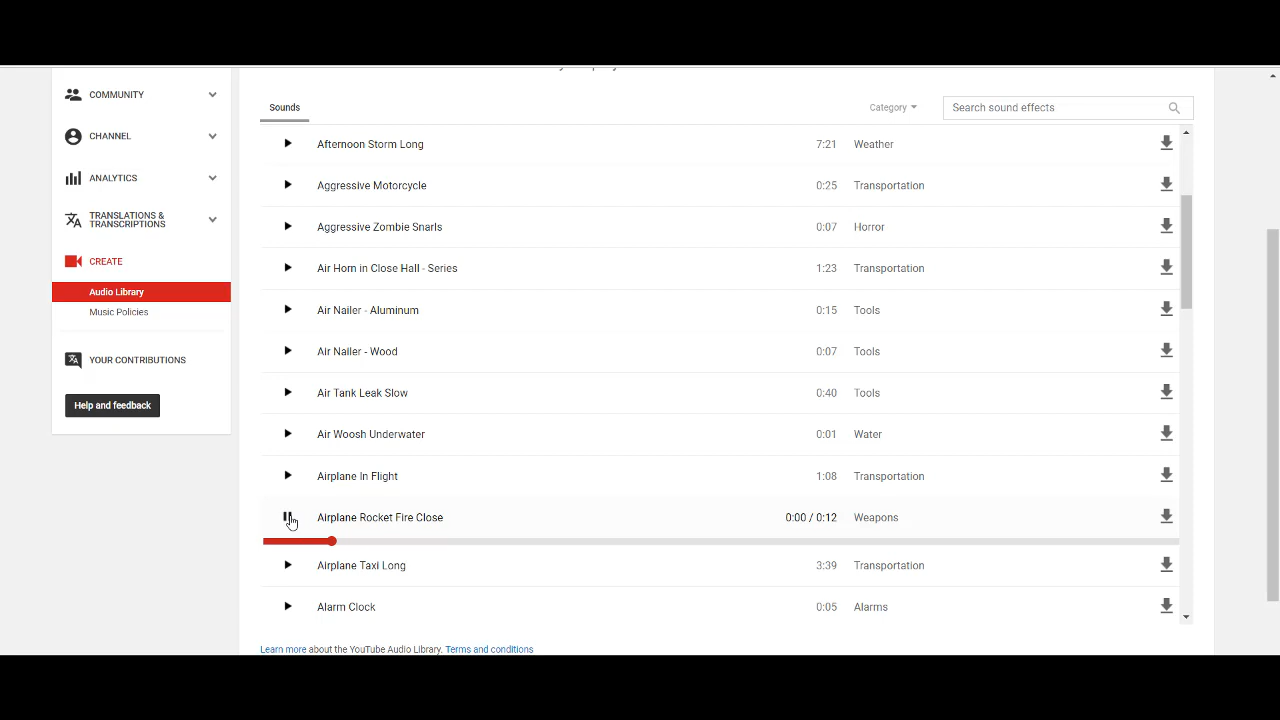 COMMUNITY
CHANNEL
ANALYTICS
TRANSLATIONS &
TRANSCRIPTIONS
CREATE
Audio Library
Music Policies
YOUR CONTRIBUTIONS
Help and feedback
Sounds Category Search sound effects
Afternoon Storm Long 7:21 Weather
Aggressive Motorcycle 0:25 Transportation
Aggressive Zombie Snarls 0:07 Horror
Air Horn in Close Hall - Series 1:23 Transportation
Air Nailer - Aluminum 0:15 Tools
Air Nailer - Wood 0:07 Tools
Air Tank Leak Slow 0:40 Tools
Air Woosh Underwater 0:01 Water
Airplane In Flight 1:08 Transportation
Airplane Rocket Fire Close 0:00 / 0:12 Weapons
Airplane Taxi Long 3:39 Transportation
Alarm Clock 0:05 Alarms
Learn more about the YouTube Audio Library. Terms and conditions